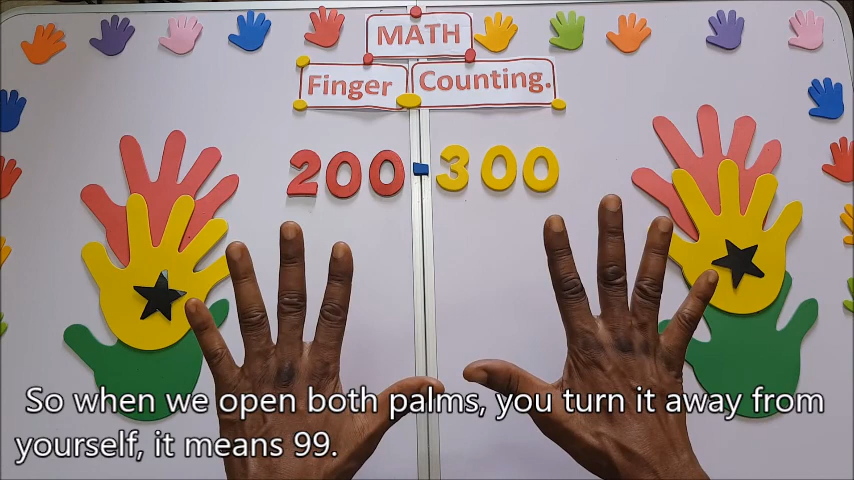 MATH
Finger Counting.
200-300
So when we open both palms, you turn it away from
yourself, it means 99.